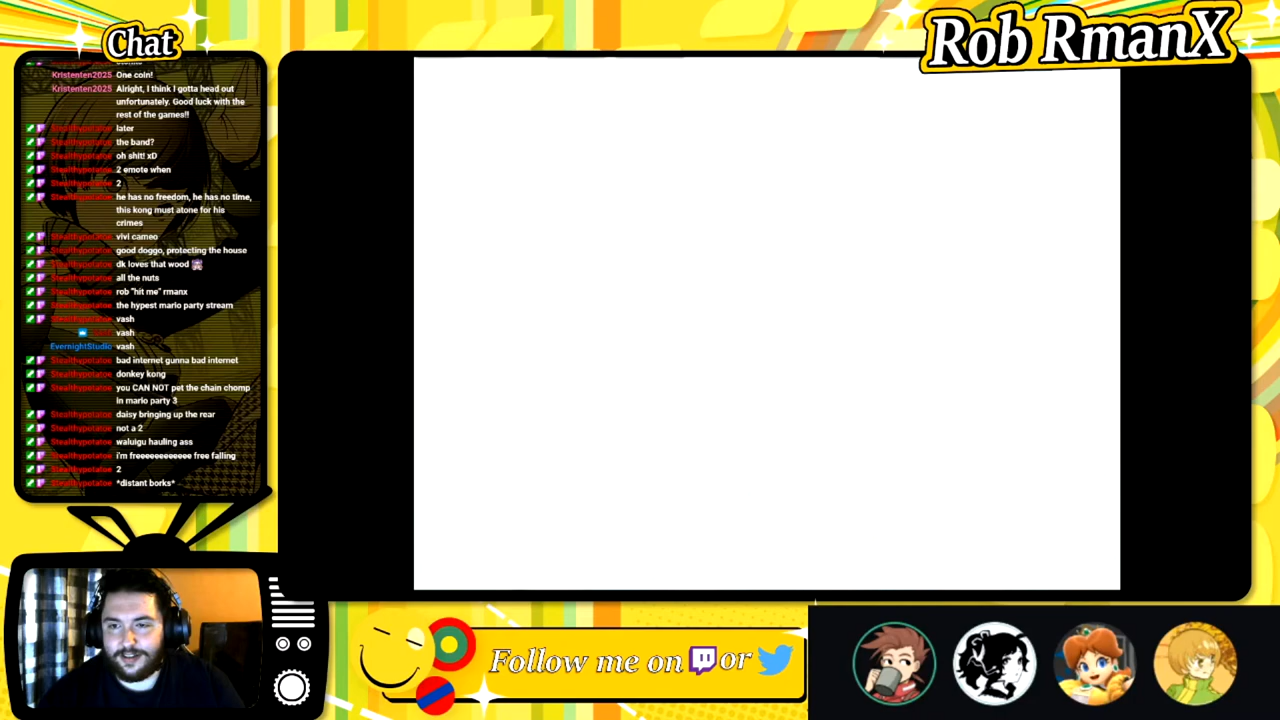 Chat
Rob RmanX
Kristenten2025 One coin!
Kristenten2025 Alright, I think I gotta head out
unfortunately. Good luck with the
rest of the games!!
Stealthypotatoe later
Stealthypotatoe the band?
Stealthypotatoe oh shit! xD
Stealthypotatoe 2 emote when
Stealthypotatoe 2
Stealthypotatoe he has no freedom, he has no time,
this kong must atone for his
crimes
Stealthypotatoe vivi cameo
Stealthypotatoe good doggo, protecting the house
Stealthypotatoe dk loves that wood
Stealthypotatoe all the nuts
Stealthypotatoe rob "hit me" rmanx
Stealthypotatoe the hypest mario party stream
Stealthypotatoe vash
vash
EvernightStudio vash
Stealthypotatoe bad internet gunna bad internet
Stealthypotatoe donkey kong
Stealthypotatoe you CAN NOT pet the chain chomp
in mario party 3
Stealthypotatoe daisy bringing up the rear
Stealthypotatoe not a 2
Stealthypotatoe waluigu hauling ass
Stealthypotatoe i'm freeeeeeeeeeee free falling
Stealthypotatoe 2
Stealthypotatoe *distant borks*
Follow me on or